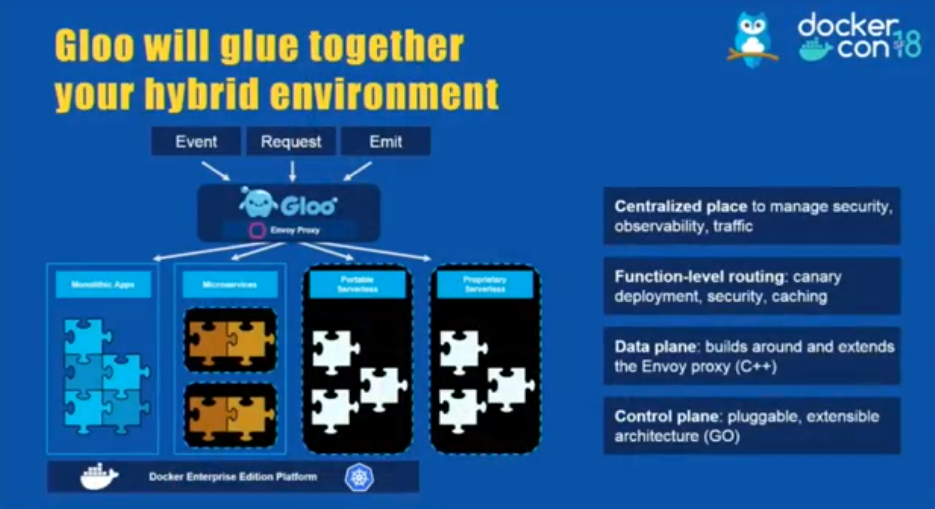 Gloo will glue together
your hybrid environment
docker
con 18
Event
Request
Emit
Gloo
Envoy Proxy
Monolithic Apps
Microservices
Portable
Serverless
Proprietary
Serverless
Docker Enterprise Edition Platform
Centralized place to manage security,
observability, traffic
Function-level routing: canary
deployment, security, caching
Data plane: builds around and extends
the Envoy proxy (C++)
Control plane: pluggable, extensible
architecture (GO)